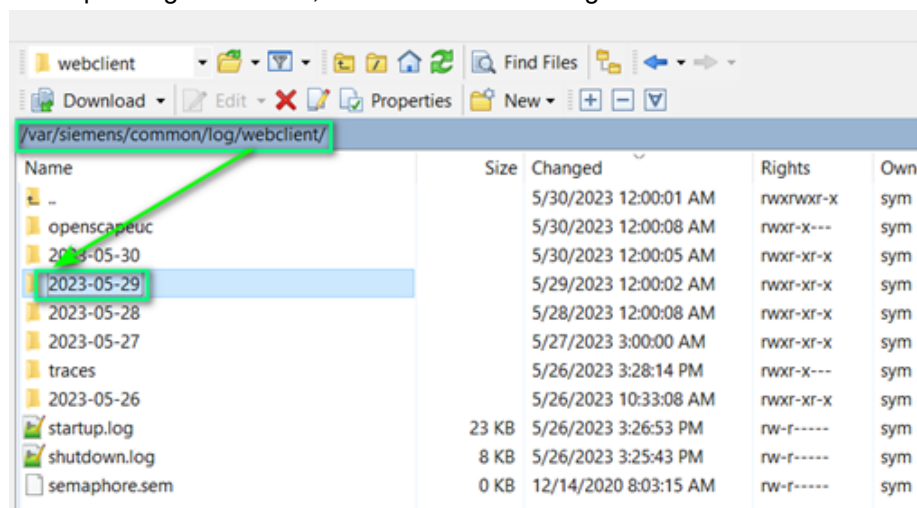 webclient Find Files
Download Edit Properties New
/var/siemens/common/log/webclient/
Name Size Changed Rights Own
.. 5/30/2023 12:00:01 AM rwxrwxr-x sym
openscapeuc 5/30/2023 12:00:08 AM rwxr-x--- sym
2023-05-30 5/30/2023 12:00:05 AM rwxr-xr-x sym
2023-05-29 5/29/2023 12:00:02 AM rwxr-xr-x sym
2023-05-28 5/28/2023 12:00:08 AM rwxr-xr-x sym
2023-05-27 5/27/2023 3:00:00 AM rwxr-xr-x sym
traces 5/26/2023 3:28:14 PM rwxr-x--- sym
2023-05-26 5/26/2023 10:33:08 AM rwxr-xr-x sym
startup.log 23 KB 5/26/2023 3:26:53 PM rw-r----- sym
shutdown.log 8 KB 5/26/2023 3:25:43 PM rw-r----- sym
semaphore.sem 0 KB 12/14/2020 8:03:15 AM rw-r----- sym